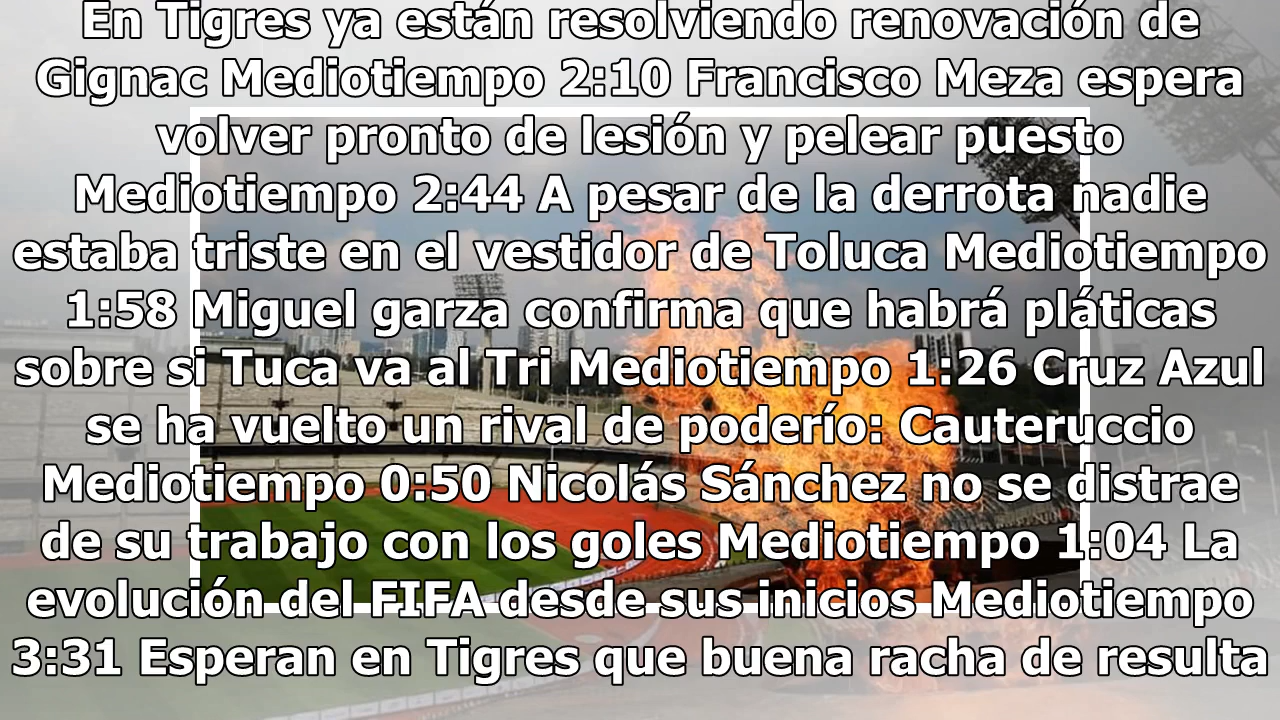 En Tigres ya están resolviendo renovación de
Gignac Mediotiempo 2:10 Francisco Meza espera
volver pronto de lesión y pelear puesto
Mediotiempo 2:44 A pesar de la derrota nadie
estaba triste en el vestidor de Toluca Mediotiempo
1:58 Miguel garza confirma que habrá pláticas
sobre si Tuca va al Tri Mediotiempo 1:26 Cruz Azul
se ha vuelto un rival de poderío: Cauteruccio
Mediotiempo 0:50 Nicolás Sánchez no se distrae
de su trabajo con los goles Mediotiempo 1:04 La
evolución del FIFA desde sus inicios Mediotiempo
3:31 Esperan en Tigres que buena racha de resulta